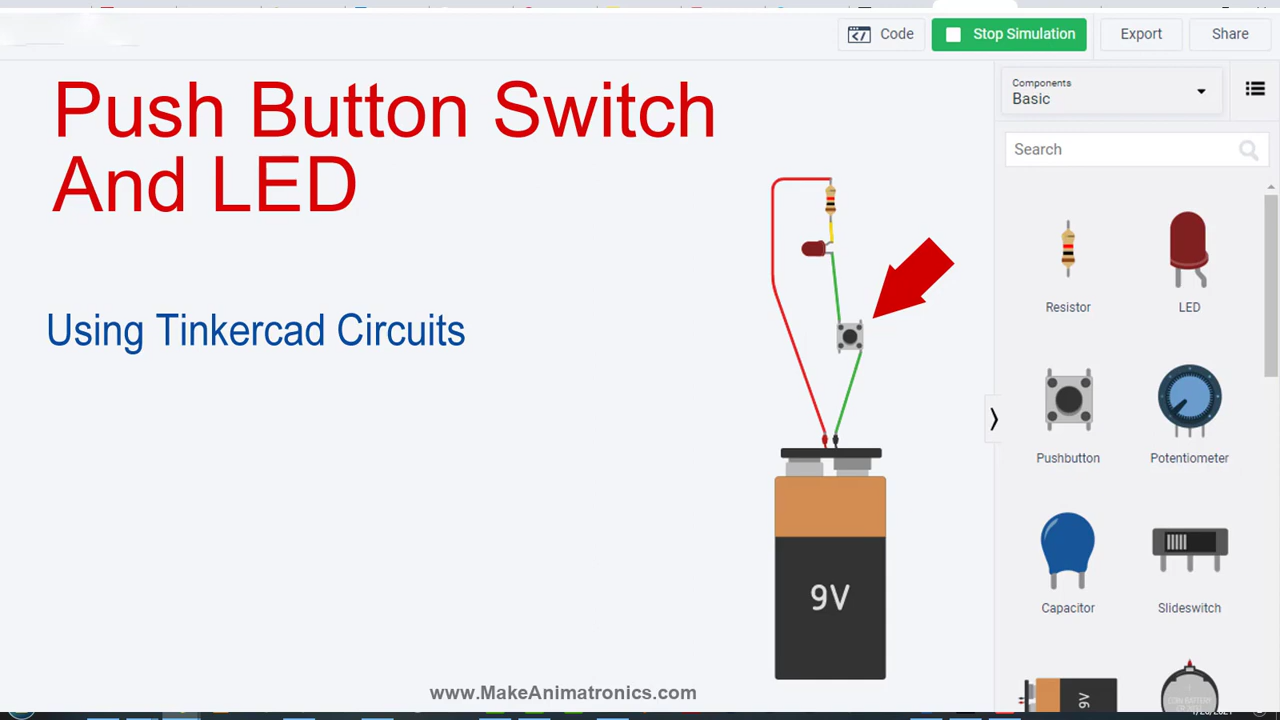 Code
Stop Simulation
Export
Share
Push Button Switch
And LED
Components
Basic
Search
Using Tinkercad Circuits
Resistor
LED
Pushbutton
Potentiometer
Capacitor
Slideswitch
9V
9V
www.MakeAnimatronics.com